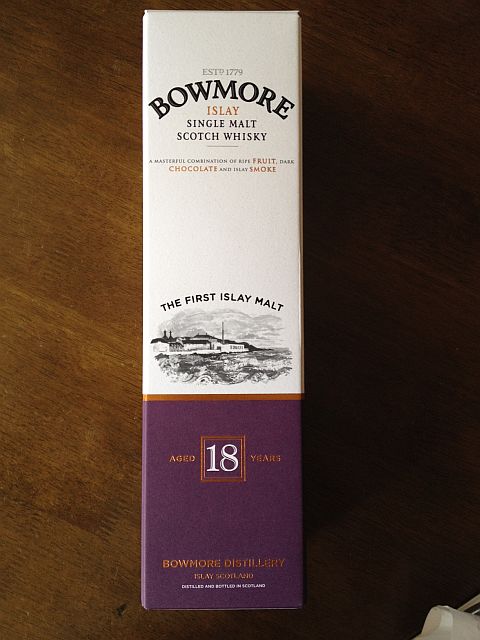 ESTD 1779
BOWMORE
ISLAY
SINGLE MALT
SCOTCH WHISKY
A MASTERFUL COMBINATION OF RIPE FRUIT, DARK
CHOCOLATE AND ISLAY SMOKE
THE FIRST ISLAY MALT
AGED 18 YEARS
BOWMORE DISTILLERY
ISLAY SCOTLAND
DISTILLED AND BOTTLED IN SCOTLAND